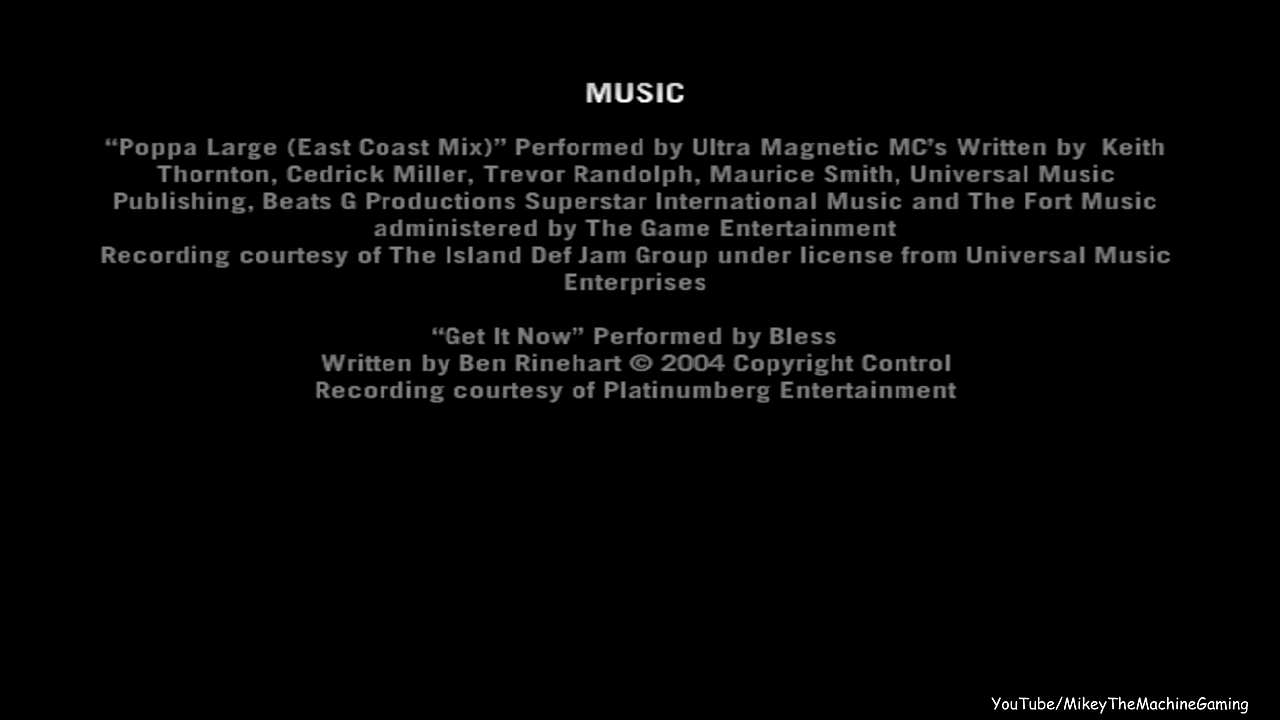 MUSIC
“Poppa Large (East Coast Mix)” Performed by Ultra Magnetic MC’s Written by  Keith
Thornton, Cedrick Miller, Trevor Randolph, Maurice Smith, Universal Music
Publishing, Beats G Productions Superstar International Music and The Fort Music
administered by The Game Entertainment
Recording courtesy of The Island Def Jam Group under license from Universal Music
Enterprises
“Get It Now” Performed by Bless
Written by Ben Rinehart © 2004 Copyright Control
Recording courtesy of Platinumberg Entertainment
YouTube/MikeyTheMachineGaming